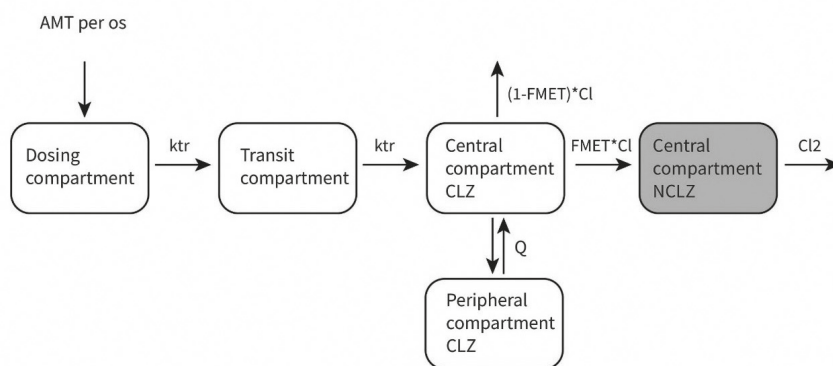 AMT per os
(1-FMET)*Cl
Dosing
compartment
ktr
Transit
compartment
ktr
Central
compartment
CLZ
FMET*Cl
Central
compartment
NCLZ
Cl2
Q
Peripheral
compartment
CLZ